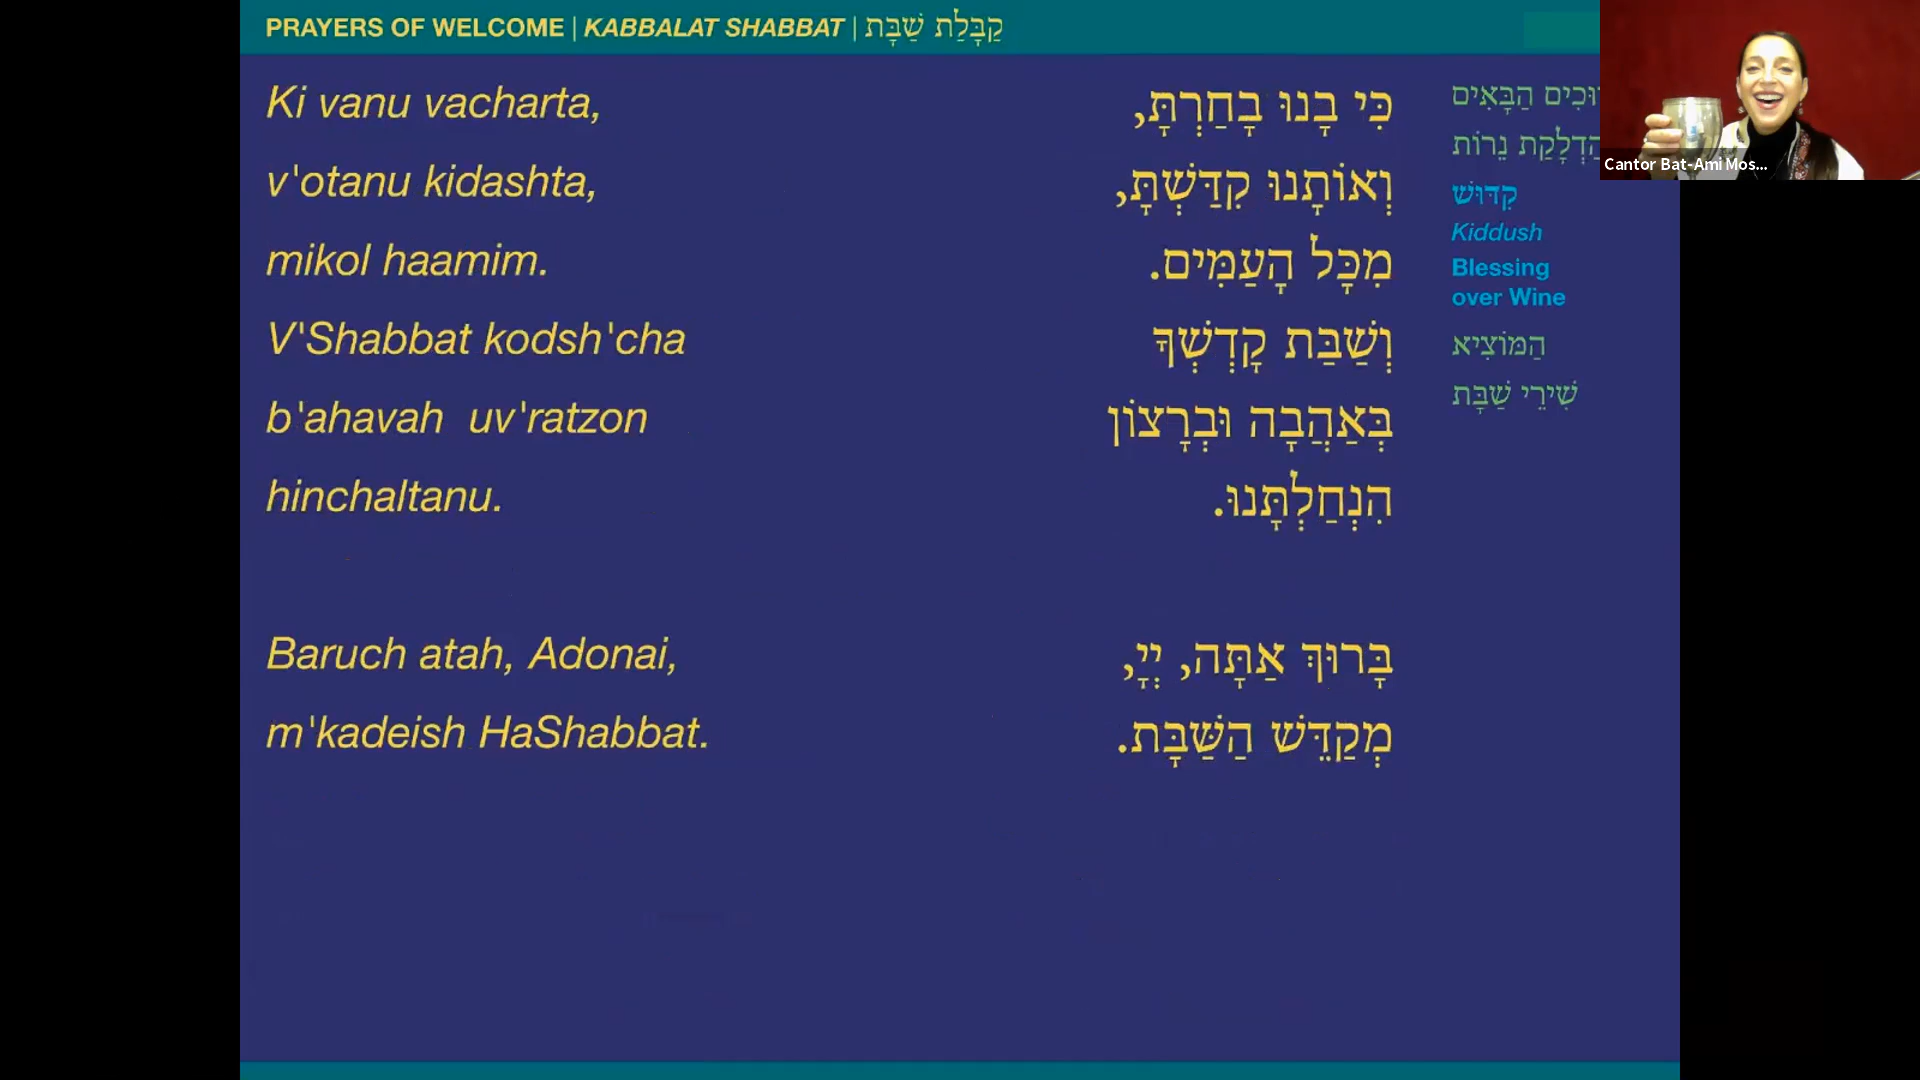 PRAYERS OF WELCOME | KABBALAT SHABBAT | קַבָּלַת שַׁבָּת
Ki vanu vacharta,
v'otanu kidashta,
mikol haamim.
V'Shabbat kodsh'cha
b'ahavah uv'ratzon
hinchaltanu.
Baruch atah, Adonai,
m'kadeish HaShabbat.
כִּי בָנוּ בָחַרְתָּ,
וְאוֹתָנוּ קִדַּשְׁתָּ,
מִכָּל הָעַמִּים.
וְשַׁבַּת קָדְשְׁךָ
בְּאַהֲבָה וּבְרָצוֹן
הִנְחַלְתָּנוּ.
בָּרוּךְ אַתָּה, יְיָ,
מְקַדֵּשׁ הַשַּׁבָּת.
הַבָּאִים
הַדְלָקַת נֵרוֹת
קִדּוּשׁ
Kiddush
Blessing
over Wine
הַמּוֹצִיא
שִׁירֵי שַׁבָּת
Cantor Bat-Ami Mos...